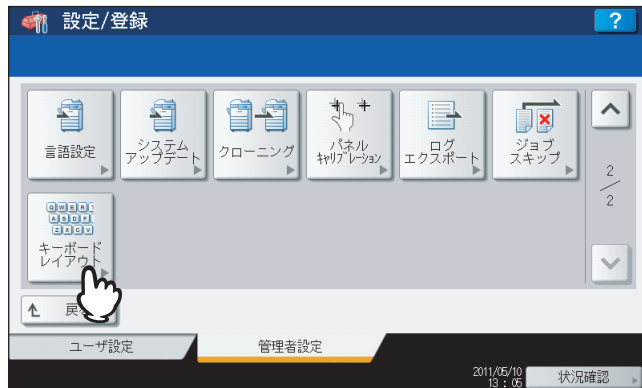 設定/登録
?
言語設定
システム
アップデート
クローニング
パネル
キャリブレーション
ログ
エクスポート
ジョブ
スキップ
2
2
Q W E R T
A S D F
Z X C V
キーボード
レイアウト
ユーザ設定
管理者設定
2011/05/10
13 : 05
状況確認